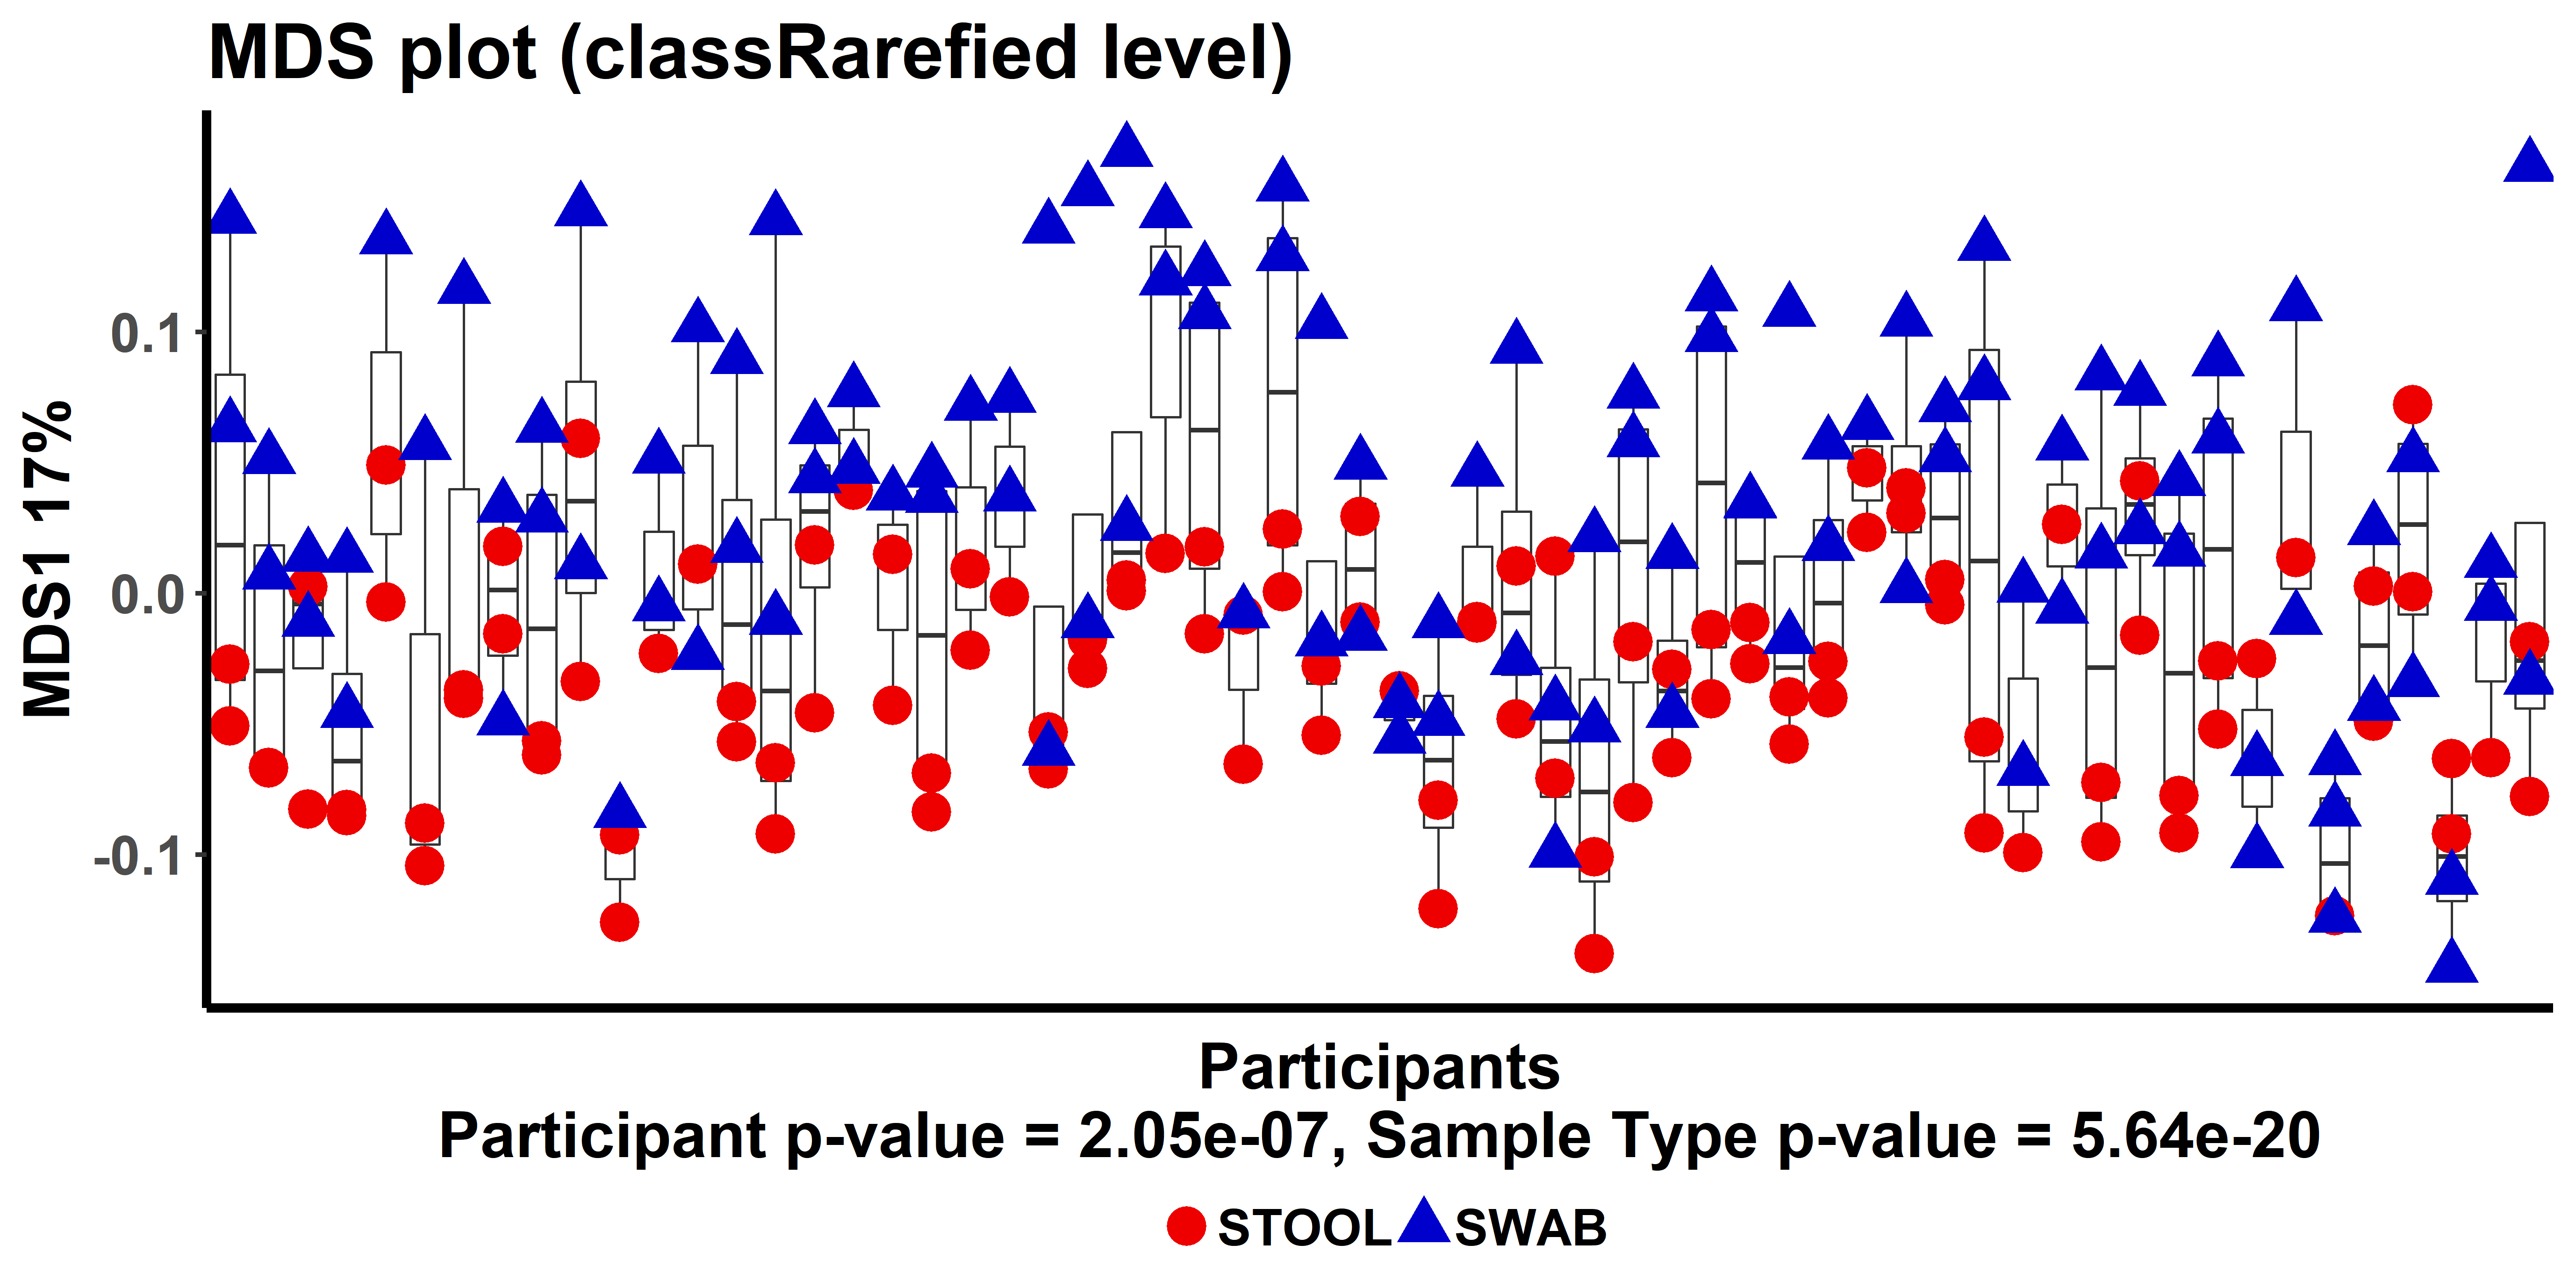 MDS plot (classRarefied level)
MDS1 17%
0.1
0.0
-0.1
Participants
Participant p-value = 2.05e-07, Sample Type p-value = 5.64e-20
STOOL SWAB